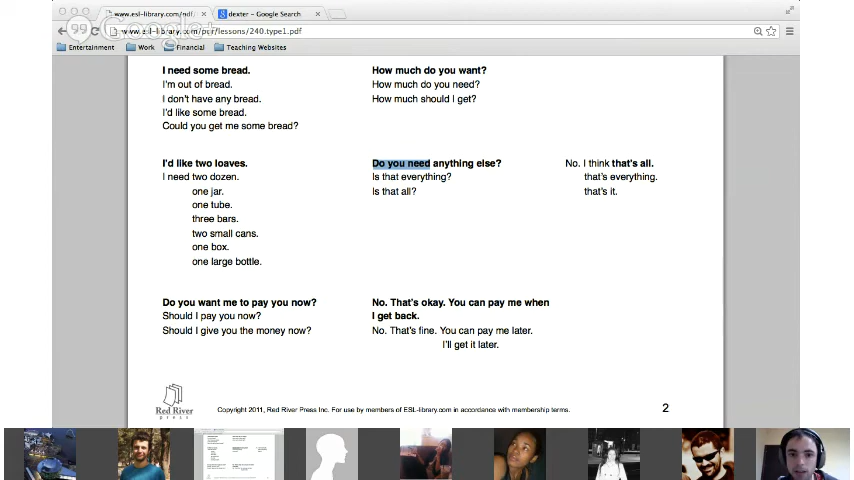 www.esl-library.com/pdf/
dexter - Google Search
Google+
www.esl-library.com/pdf/lessons/240.type1.pdf
Entertainment
Work
Financial
Teaching Websites
I need some bread.
I'm out of bread.
I don't have any bread.
I'd like some bread.
Could you get me some bread?
How much do you want?
How much do you need?
How much should I get?
I'd like two loaves.
I need two dozen.
one jar.
one tube.
three bars.
two small cans.
one box.
one large bottle.
Do you need anything else?
Is that everything?
Is that all?
No. I think that's all.
that's everything.
that's it.
Do you want me to pay you now?
Should I pay you now?
Should I give you the money now?
No. That's okay. You can pay me when
I get back.
No. That's fine. You can pay me later.
I'll get it later.
Red River
press
Copyright 2011, Red River Press Inc. For use by members of ESL-library.com in accordance with membership terms.
2